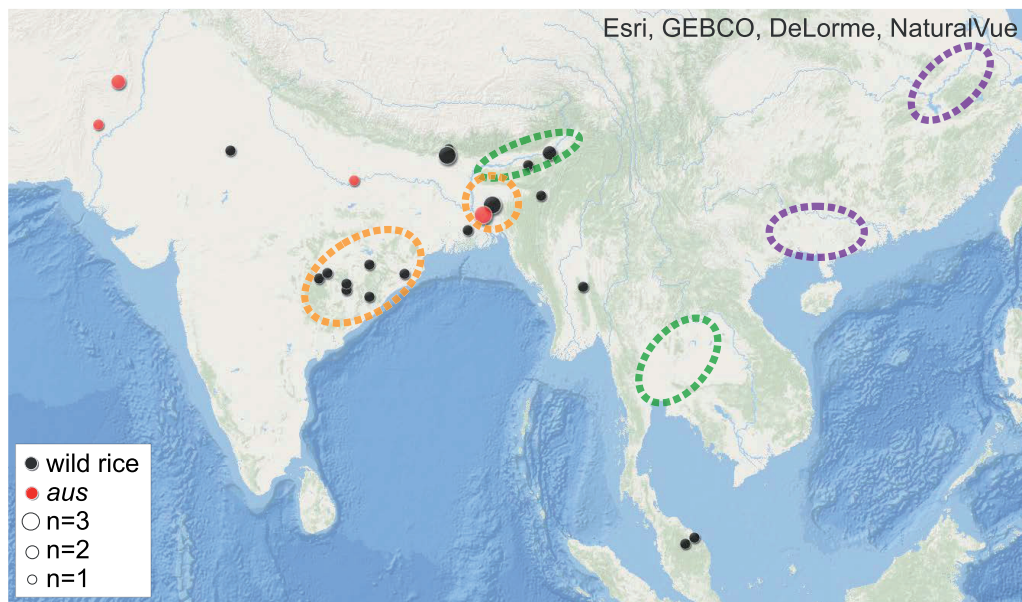 Esri, GEBCO, DeLorme, NaturalVue
wild rice
aus
n=3
n=2
n=1